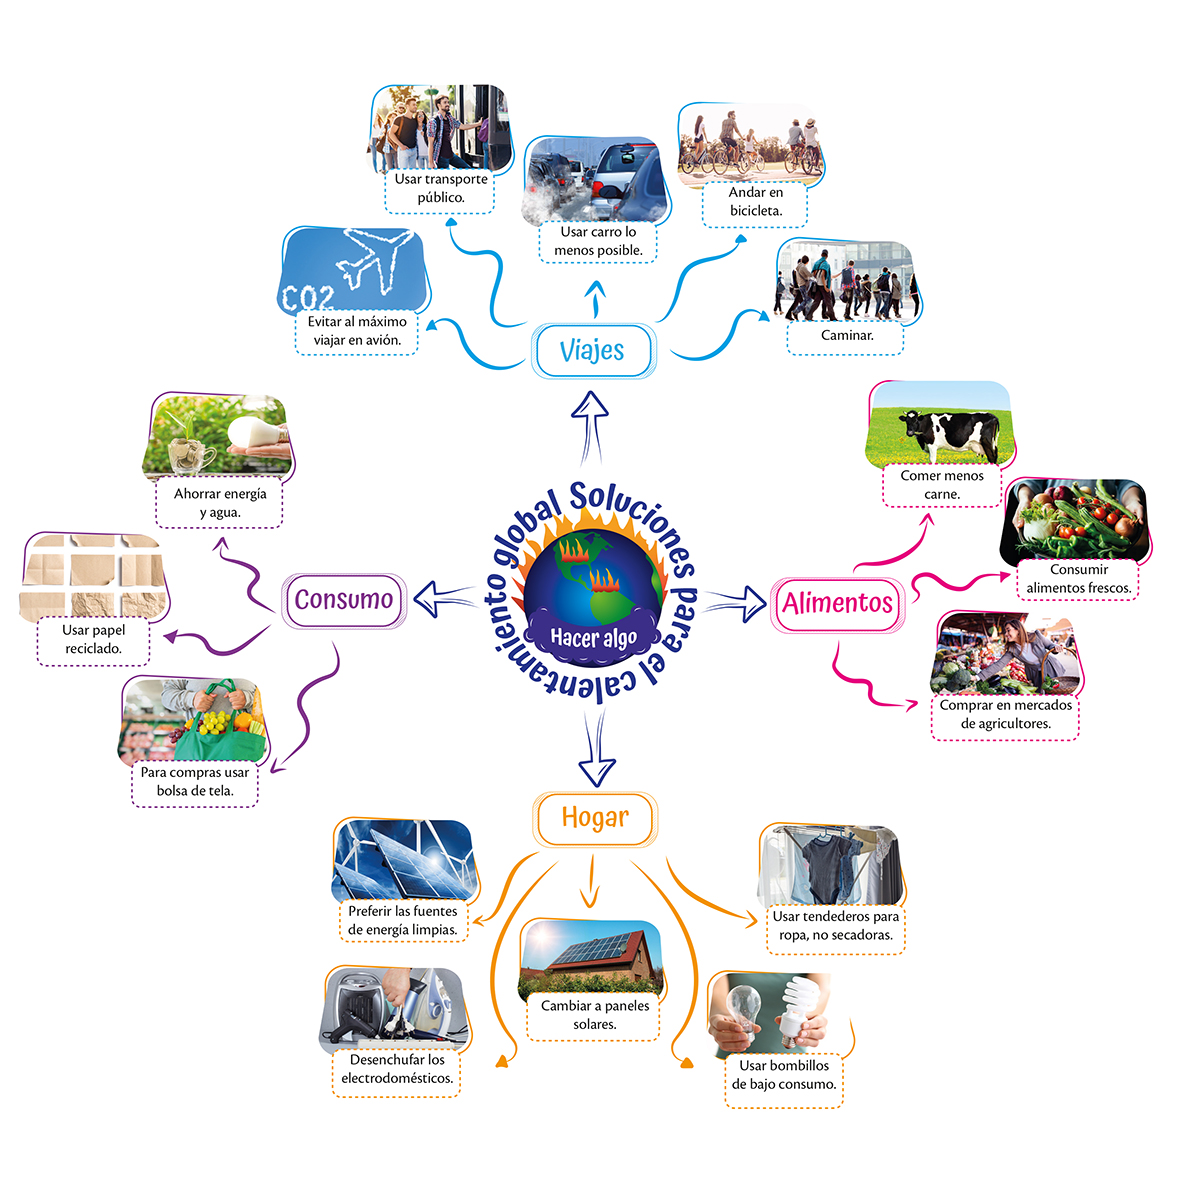 Soluciones para el calentamiento global
Hacer algo
Viajes
Evitar al máximo
viajar en avión.
CO2
Usar transporte
público.
Usar carro lo
menos posible.
Andar en
bicicleta.
Caminar.
Alimentos
Comer menos
carne.
Consumir
alimentos frescos.
Comprar en mercados
de agricultores.
Hogar
Usar tendederos para
ropa, no secadoras.
Usar bombillos
de bajo consumo.
Cambiar a paneles
solares.
Desenchufar los
electrodomésticos.
Preferir las fuentes
de energía limpias.
Consumo
Para compras usar
bolsa de tela.
Usar papel
reciclado.
Ahorrar energía
y agua.